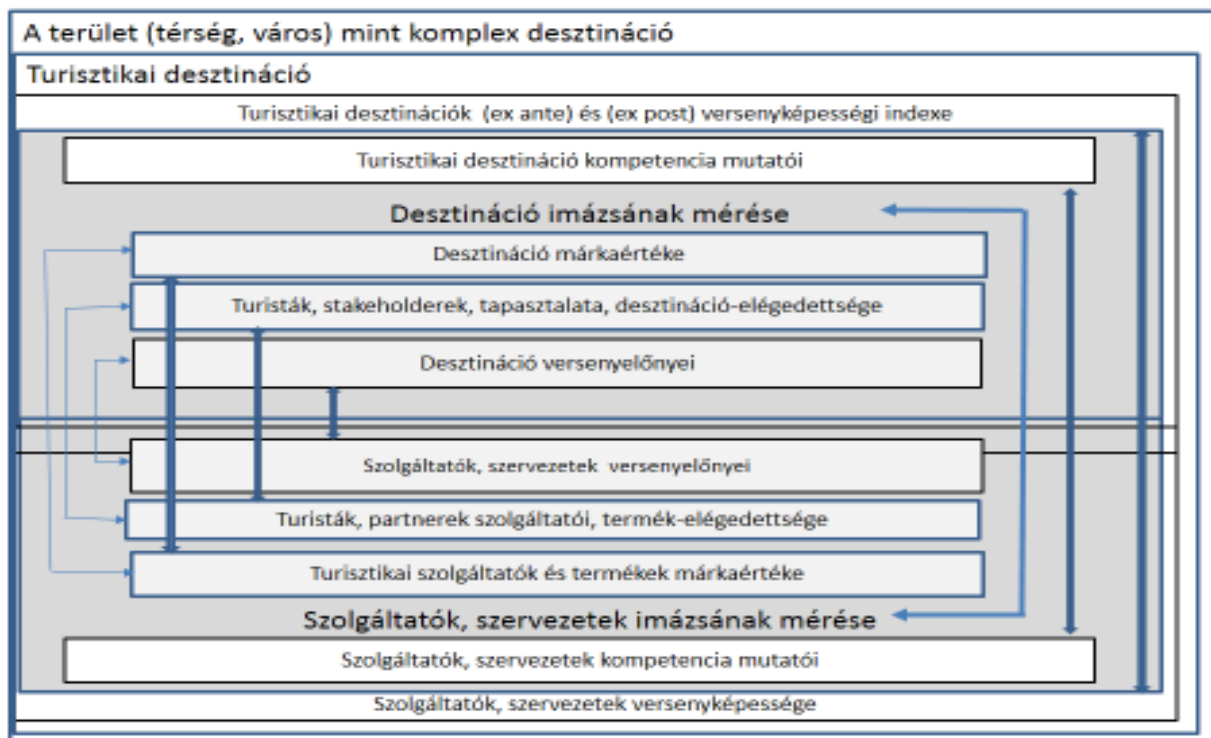 A terület (térség, város) mint komplex desztináció
Turisztikai desztináció
Turisztikai desztinációk (ex ante) és (ex post) versenyképességi indexe
Turisztikai desztináció kompetencia mutatói
Desztináció imázsának mérése
Desztináció márkaértéke
Turisták, stakeholderek, tapasztalata, desztináció-elégedettsége
Desztináció versenyelőnyei
Szolgáltatók, szervezetek versenyelőnyei
Turisták, partnerek szolgáltatói, termék-elégedettsége
Turisztikai szolgáltatók és termékek márkaértéke
Szolgáltatók, szervezetek imázsának mérése
Szolgáltatók, szervezetek kompetencia mutatói
Szolgáltatók, szervezetek versenyképessége